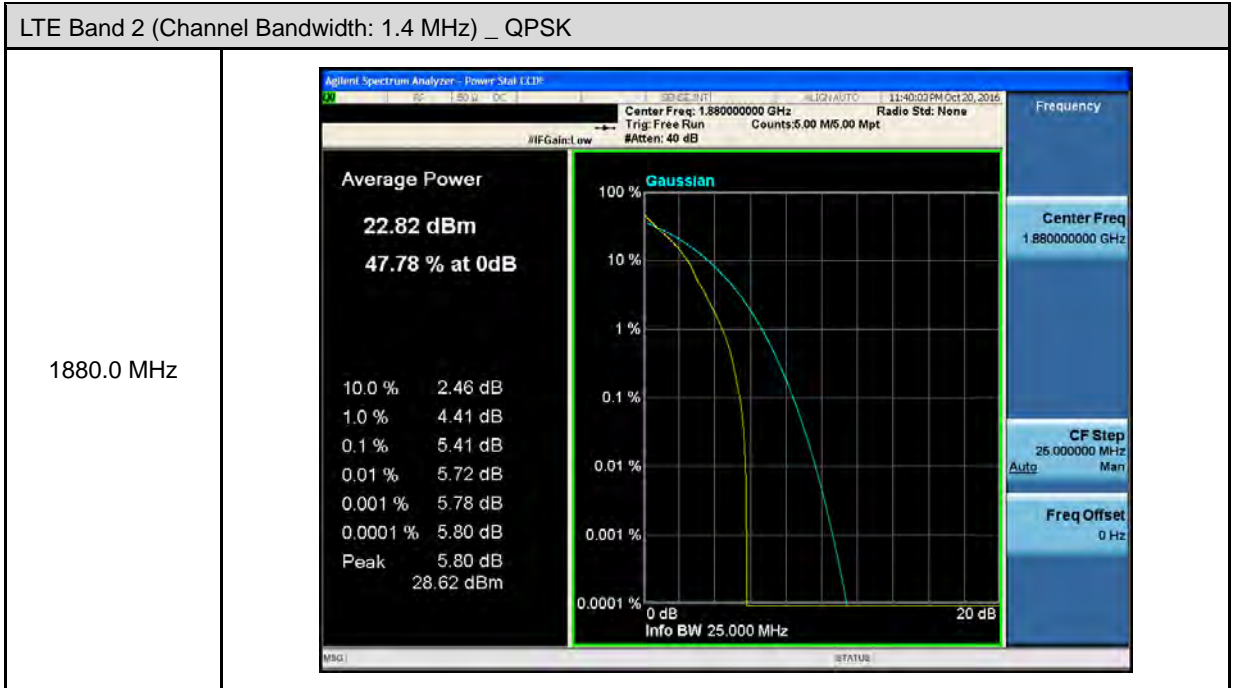 LTE Band 2 (Channel Bandwidth: 1.4 MHz) _ QPSK
1880.0 MHz
Agilent Spectrum Analyzer - Power Stat CCDF
RF 50 Ω DC SENSE:INT ALIGN AUTO 11:40:02 PM Oct 20, 2016
Center Freq: 1.880000000 GHz Radio Std: None
Trig: Free Run Counts:5.00 M/5.00 Mpt
#IFGain:Low #Atten: 40 dB
Average Power
22.82 dBm
47.78 % at 0dB
10.0 % 2.46 dB
1.0 % 4.41 dB
0.1 % 5.41 dB
0.01 % 5.72 dB
0.001 % 5.78 dB
0.0001 % 5.80 dB
Peak 5.80 dB
28.62 dBm
Gaussian
100 %
10 %
1 %
0.1 %
0.01 %
0.001 %
0.0001 %
0 dB 20 dB
Info BW 25.000 MHz
Frequency
Center Freq
1.880000000 GHz
CF Step
25.000000 MHz
Auto Man
Freq Offset
0 Hz
MSG STATUS